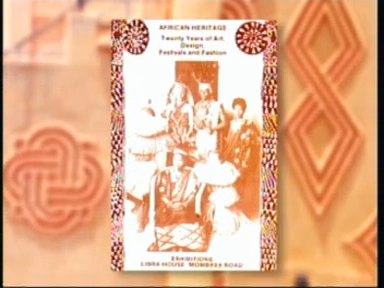 AFRICAN HERITAGE
Twenty Years of Art
Design,
Festivals and Fashion
EXHIBITIONS
LIBRA HOUSE MOMBASA ROAD